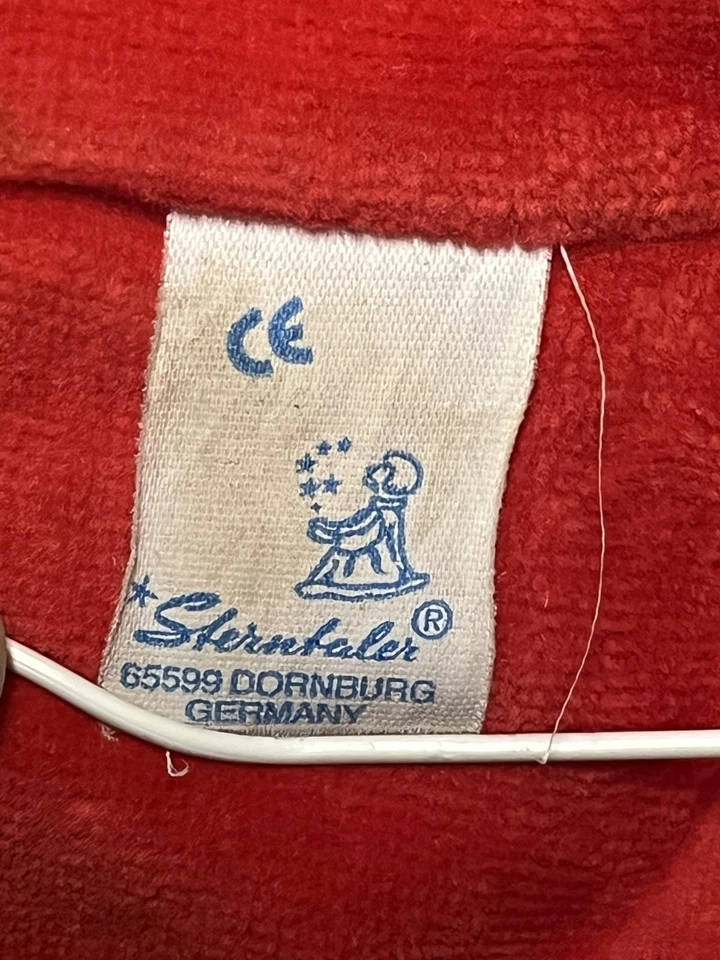 CE
Sterntaler®
65599 DORNBURG
GERMANY